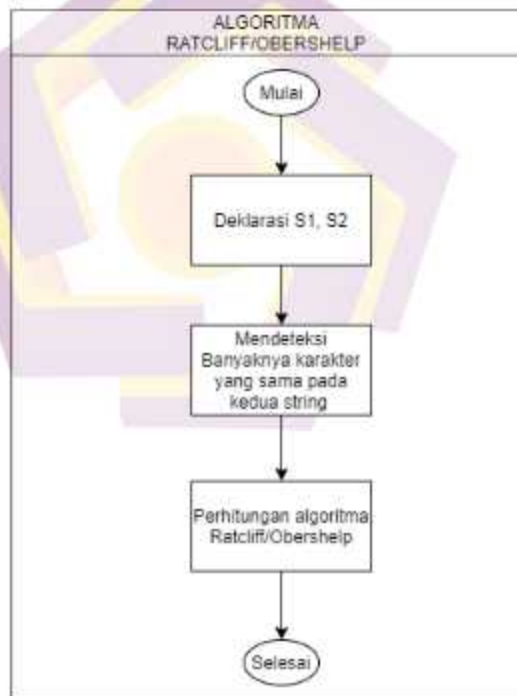 ALGORITMA
RATCLIFF/OBERSHELP
Mulai
Deklarasi S1, S2
Mendeteksi
Banyaknya karakter
yang sama pada
kedua string
Perhitungan algoritma
Ratcliff/Obershelp
Selesai